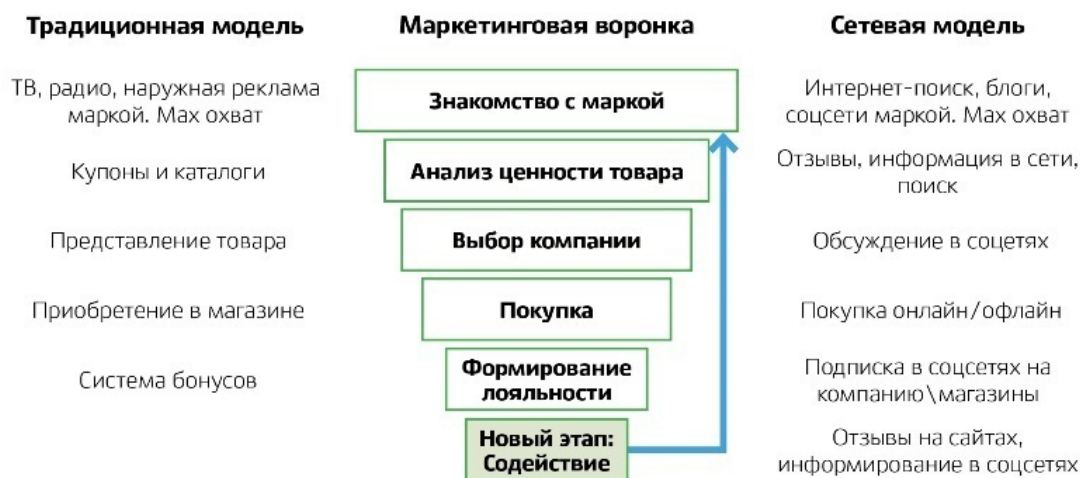 Традиционная модель
Маркетинговая воронка
Сетевая модель
ТВ, радио, наружная реклама
маркой. Мах охват
Знакомство с маркой
Интернет-поиск, блоги,
соцсети маркой. Мах охват
Купоны и каталоги
Анализ ценности товара
Отзывы, информация в сети,
поиск
Представление товара
Выбор компании
Обсуждение в соцетях
Приобретение в магазине
Покупка
Покупка онлайн/офлайн
Система бонусов
Формирование
лояльности
Подписка в соцсетях на
компанию\магазины
Новый этап:
Содействие
Отзывы на сайтах,
информирование в соцсетях